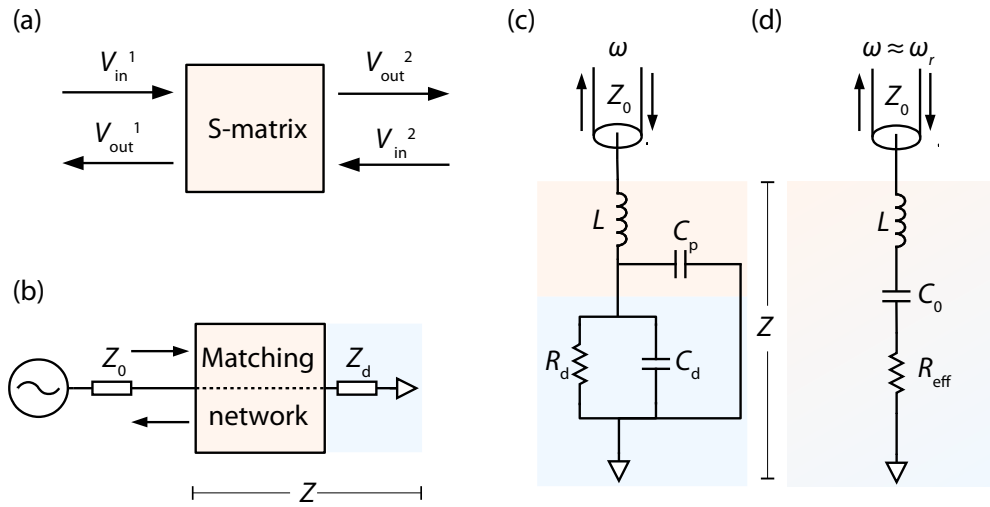 (a)
V_in^1
V_out^1
S-matrix
V_out^2
V_in^2
(b)
Z_0
Matching
network
Z_d
Z
(c)
ω
Z_0
L
C_p
R_d
C_d
Z
(d)
ω ≈ ω_r
Z_0
L
C_0
R_eff